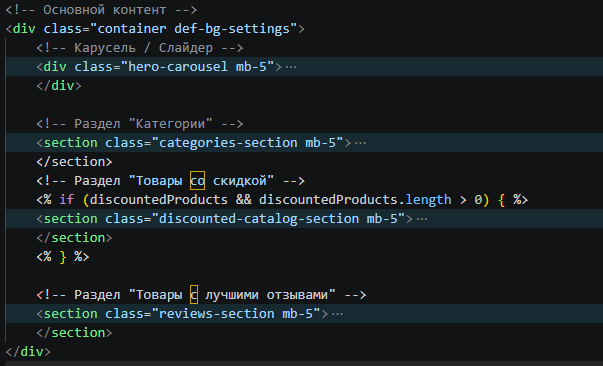 <!-- Основной контент -->
<div class="container def-bg-settings">
<!-- Карусель / Слайдер -->
<div class="hero-carousel mb-5">···
</div>
<!-- Раздел "Категории" -->
<section class="categories-section mb-5">···
</section>
<!-- Раздел "Товары со скидкой" -->
<% if (discountedProducts && discountedProducts.length > 0) { %>
<section class="discounted-catalog-section mb-5">···
</section>
<% } %>
<!-- Раздел "Товары с лучшими отзывами" -->
<section class="reviews-section mb-5">···
</section>
</div>